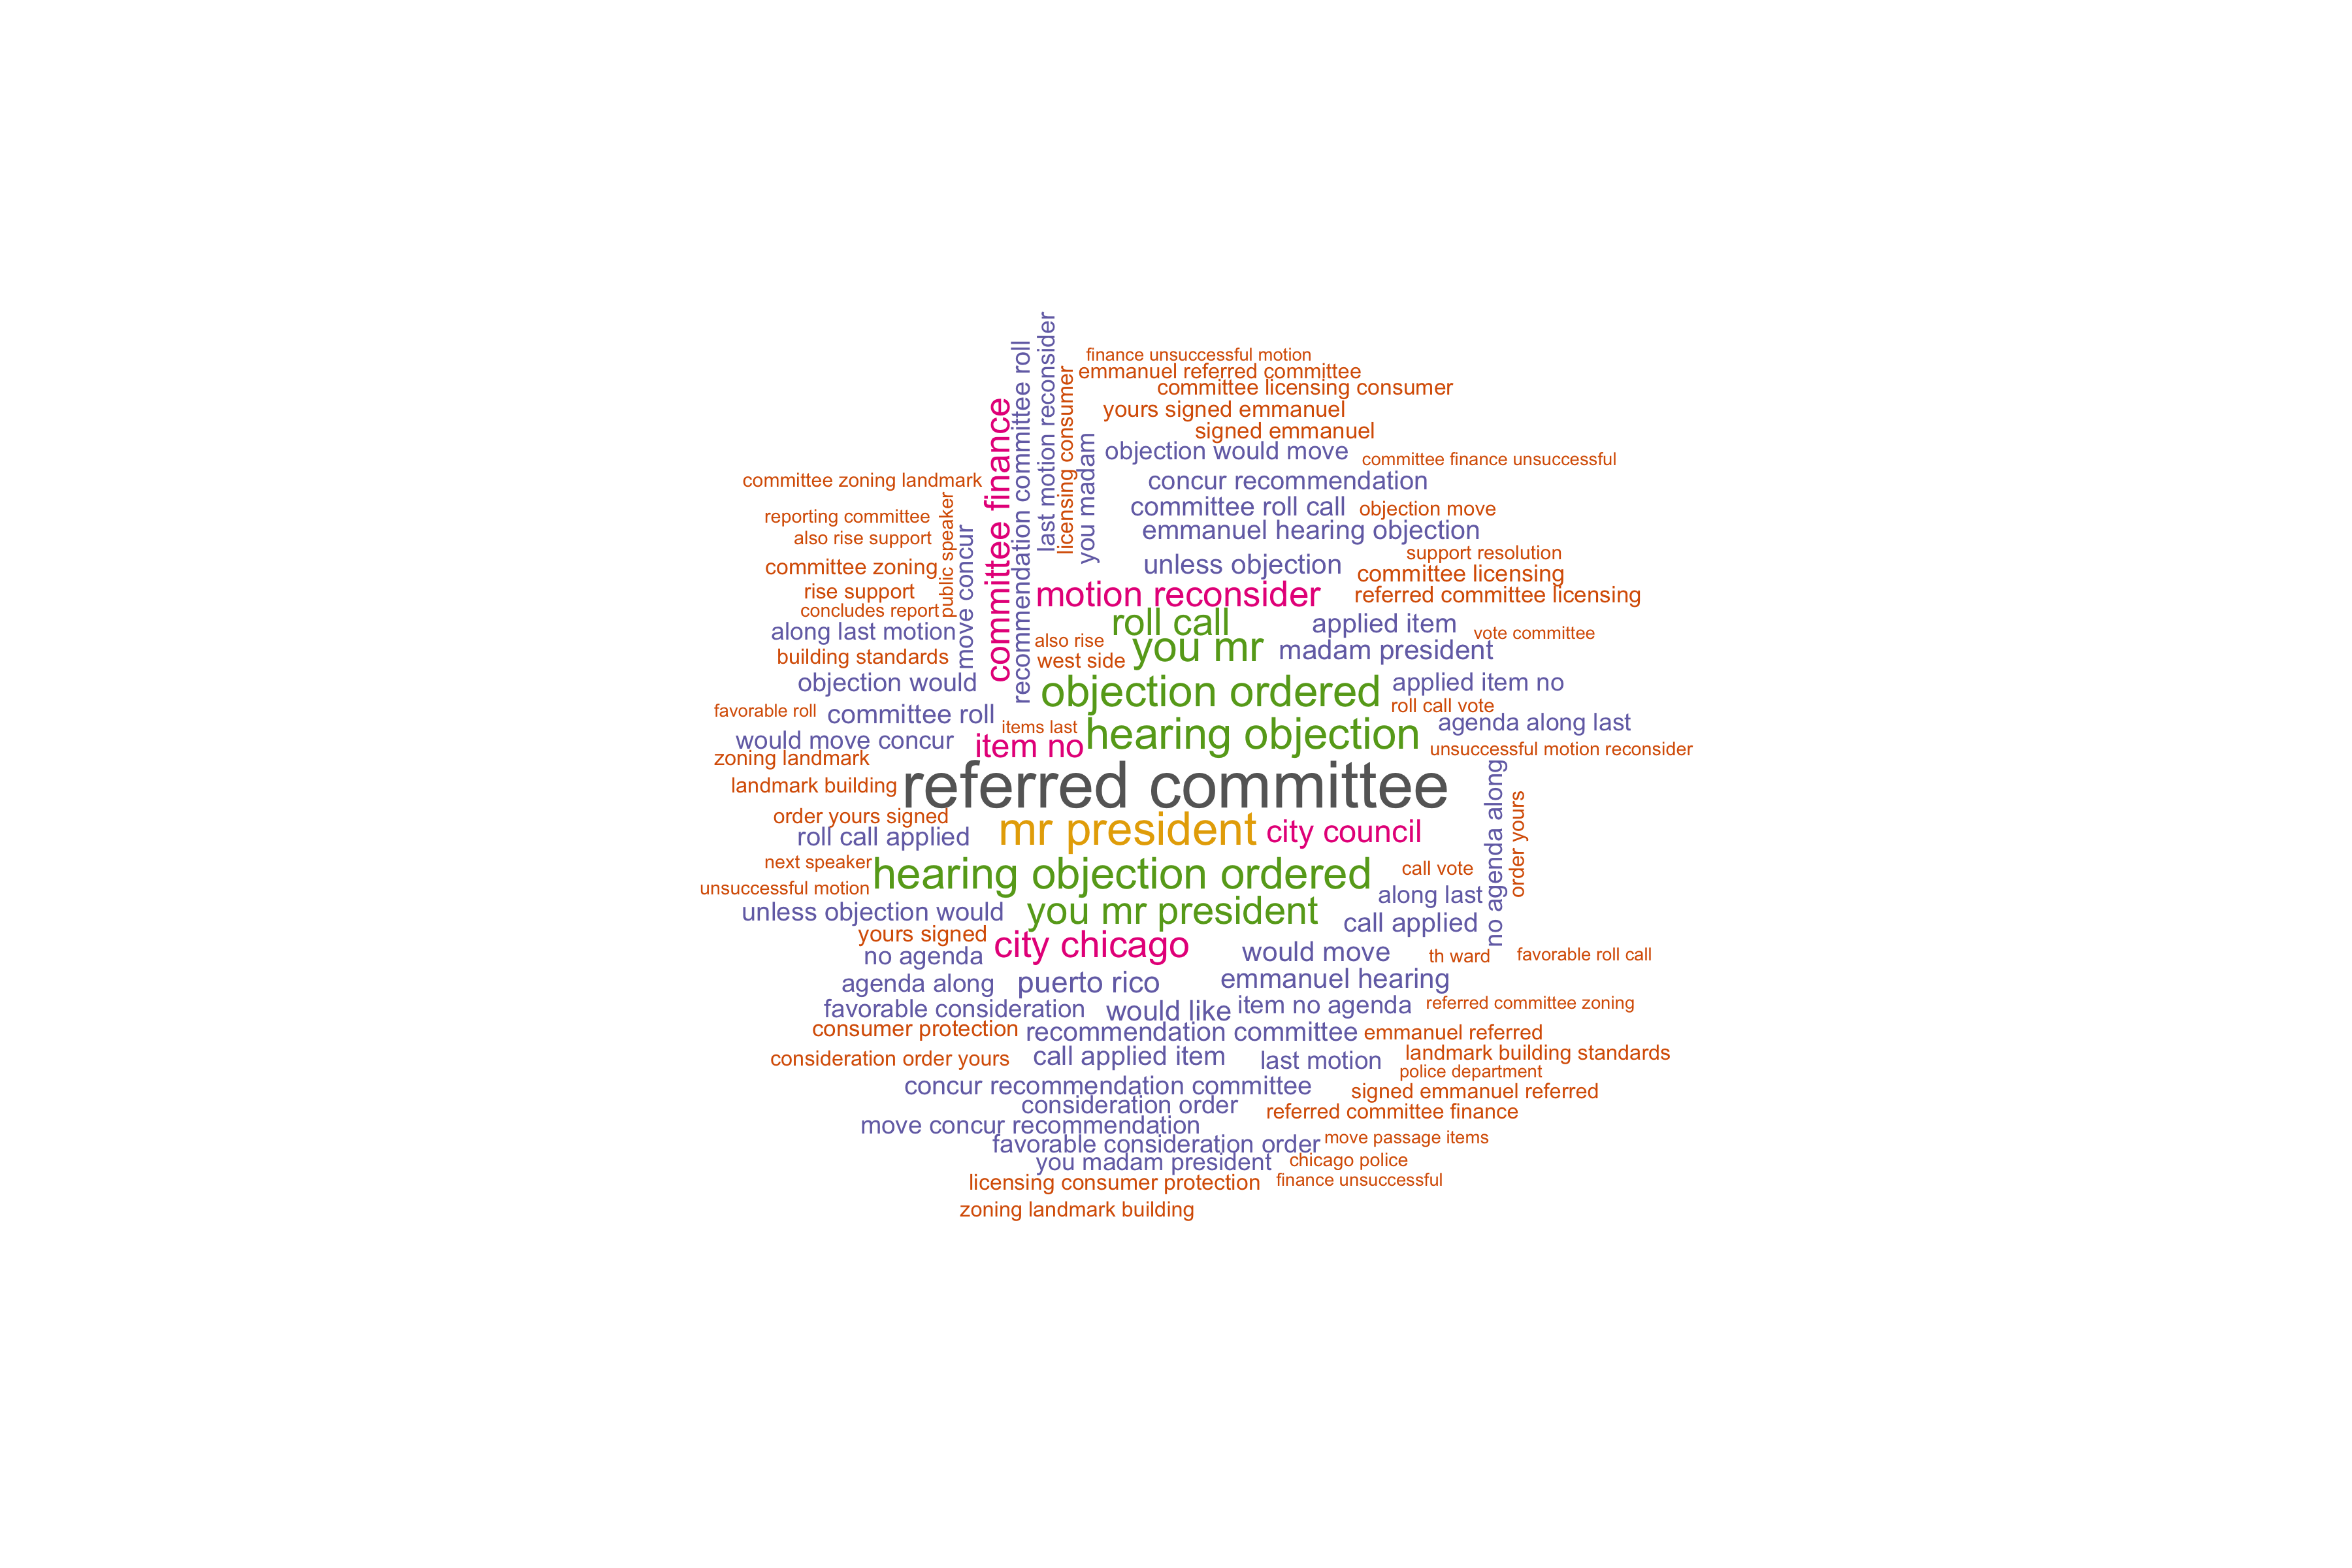 finance unsuccessful motion
emmanuel referred committee
committee licensing consumer
yours signed emmanuel
signed emmanuel
objection would move
committee finance unsuccessful
concur recommendation
committee roll call
objection move
emmanuel hearing objection
unless objection
support resolution
committee licensing
referred committee licensing
last motion reconsider
recommendation committee roll
licensing consumer
you madam
committee finance
committee zoning landmark
reporting committee
public speaker
also rise support
move concur
committee zoning
rise support
concludes report
along last motion
building standards
motion reconsider
roll call
applied item
vote committee
also rise
you mr
madam president
west side
objection would
objection ordered
applied item no
roll call vote
favorable roll
committee roll
items last
agenda along last
would move concur
item no
hearing objection
unsuccessful motion reconsider
zoning landmark
landmark building
referred committee
no agenda along
order yours
order yours signed
roll call applied
mr president
city council
next speaker
hearing objection ordered
call vote
unsuccessful motion
along last
unless objection would
you mr president
call applied
yours signed
city chicago
no agenda
would move
th ward
favorable roll call
agenda along
puerto rico
emmanuel hearing
favorable consideration
would like
item no agenda
referred committee zoning
consumer protection
recommendation committee
emmanuel referred
consideration order yours
call applied item
last motion
landmark building standards
police department
concur recommendation committee
signed emmanuel referred
consideration order
referred committee finance
move concur recommendation
favorable consideration order
move passage items
you madam president
chicago police
licensing consumer protection
finance unsuccessful
zoning landmark building